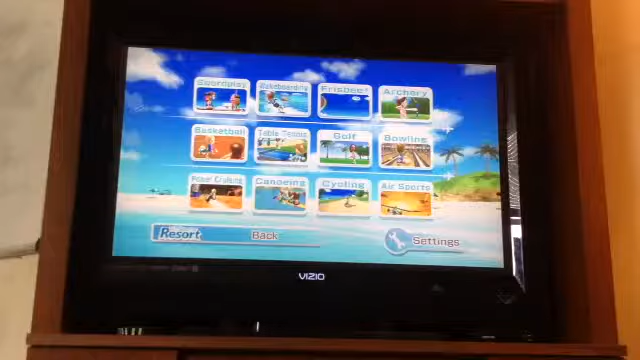 Swordplay Wakeboarding Frisbee Archery
Basketball Table Tennis Golf Bowling
Power Cruising Canoeing Cycling Air Sports
Resort Back Settings
VIZIO